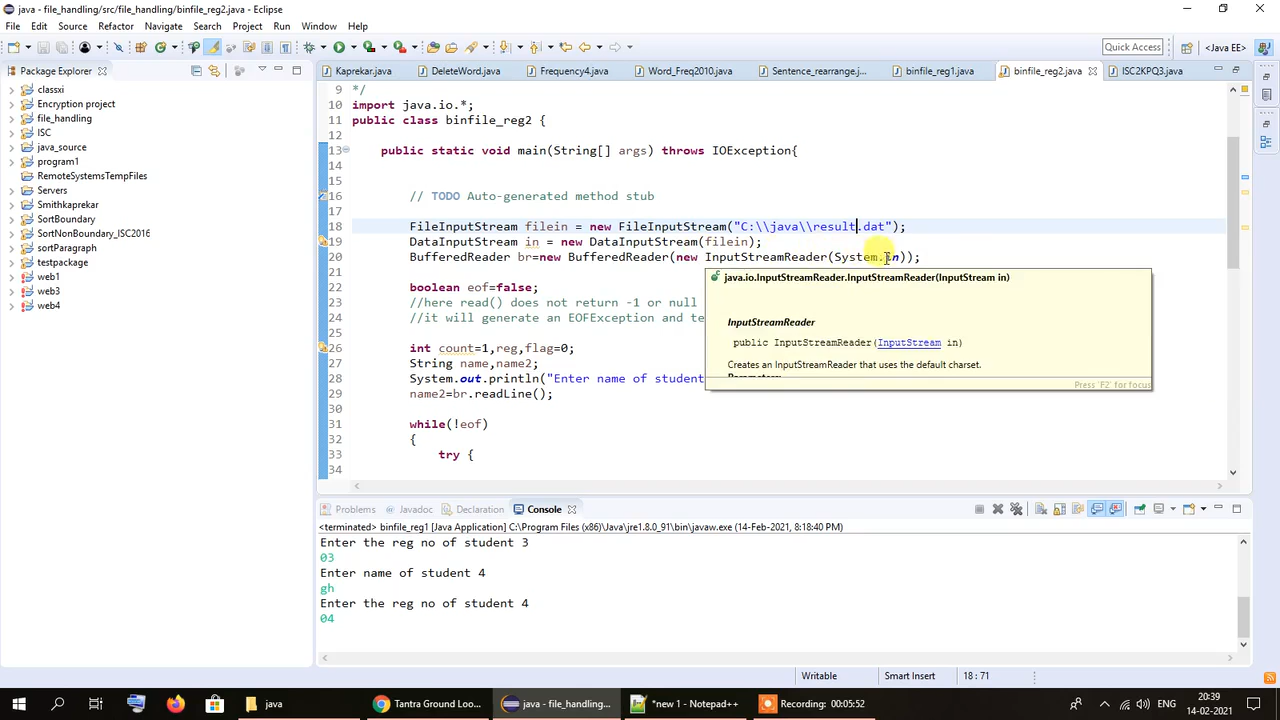 java - file_handling/src/file_handling/binfile_reg2.java - Eclipse
File Edit Source Refactor Navigate Search Project Run Window Help
Quick Access
<Java EE>
Package Explorer
Kaprekar.java DeleteWord.java Frequency4.java Word_Freq2010.java Sentence_rearrange.j... binfile_reg1.java binfile_reg2.java ISC2KPQ3.java
classxi
Encryption project
file_handling
ISC
java_source
program1
RemoteSystemsTempFiles
Servers
Smithkaprekar
SortBoundary
SortNonBoundary_ISC2016
sortParagraph
testpackage
web1
web3
web4
9 */
10 import java.io.*;
11 public class binfile_reg2 {
12
13 public static void main(String[] args) throws IOException{
14
15
16 // TODO Auto-generated method stub
17
18 FileInputStream filein = new FileInputStream("C:\\java\\result.dat");
19 DataInputStream in = new DataInputStream(filein);
20 BufferedReader br=new BufferedReader(new InputStreamReader(System.in));
21
22 boolean eof=false;
23 //here read() does not return -1 or null
24 //it will generate an EOFException and te
25
26 int count=1,reg,flag=0;
27 String name,name2;
28 System.out.println("Enter name of student
29 name2=br.readLine();
30
31 while(!eof)
32 {
33 try {
34
java.io.InputStreamReader.InputStreamReader(InputStream in)
InputStreamReader
public InputStreamReader(InputStream in)
Creates an InputStreamReader that uses the default charset.
Parameters:
Press 'F2' for focus
Problems Javadoc Declaration Console
<terminated> binfile_reg1 [Java Application] C:\Program Files (x86)\Java\jre1.8.0_91\bin\javaw.exe (14-Feb-2021, 8:18:40 PM)
Enter the reg no of student 3
03
Enter name of student 4
gh
Enter the reg no of student 4
04
Writable Smart Insert 18 : 71
java Tantra Ground Loo... java - file_handling... *new 1 - Notepad++ Recording: 00:05:52
ENG
20:39
14-02-2021